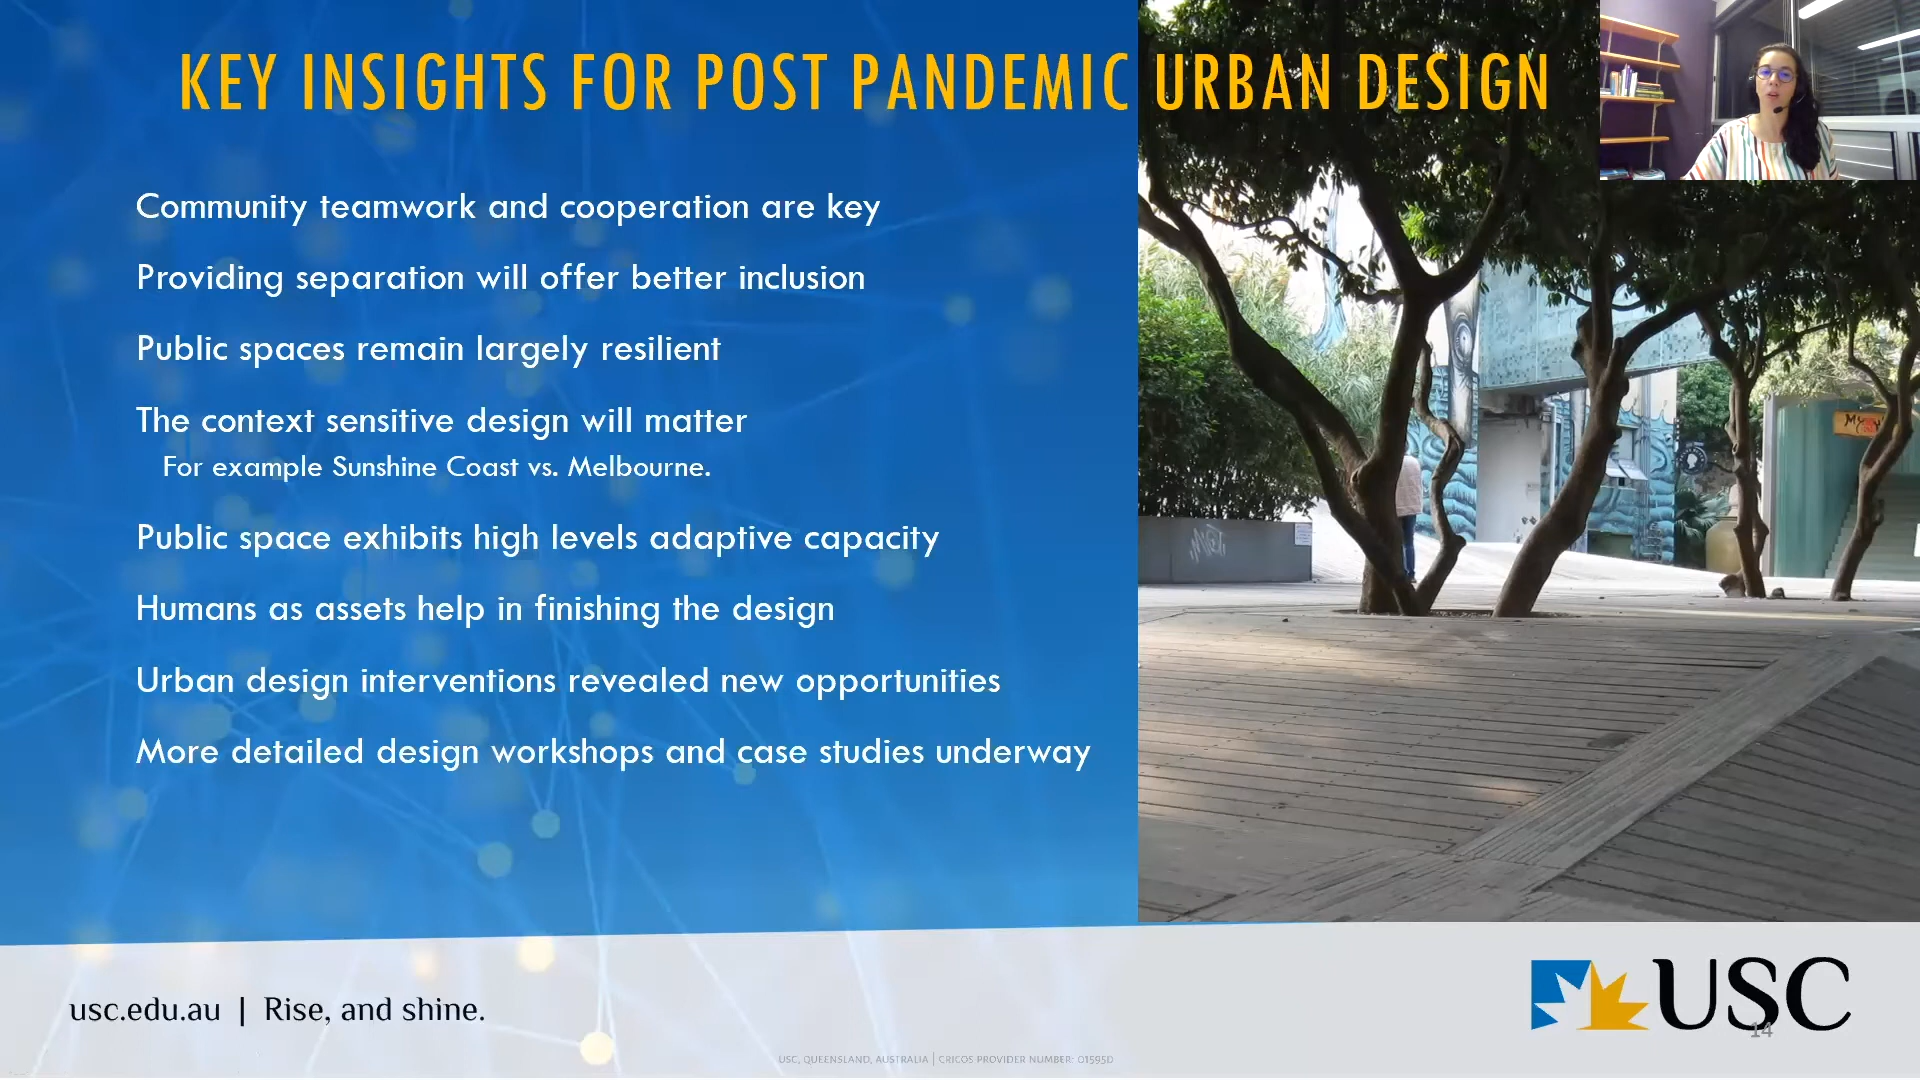 KEY INSIGHTS FOR POST PANDEMIC URBAN DESIGN
Community teamwork and cooperation are key
Providing separation will offer better inclusion
Public spaces remain largely resilient
The context sensitive design will matter
For example Sunshine Coast vs. Melbourne.
Public space exhibits high levels adaptive capacity
Humans as assets help in finishing the design
Urban design interventions revealed new opportunities
More detailed design workshops and case studies underway
usc.edu.au | Rise, and shine.
USC
14
USC, QUEENSLAND, AUSTRALIA | CRICOS PROVIDER NUMBER: 01595D